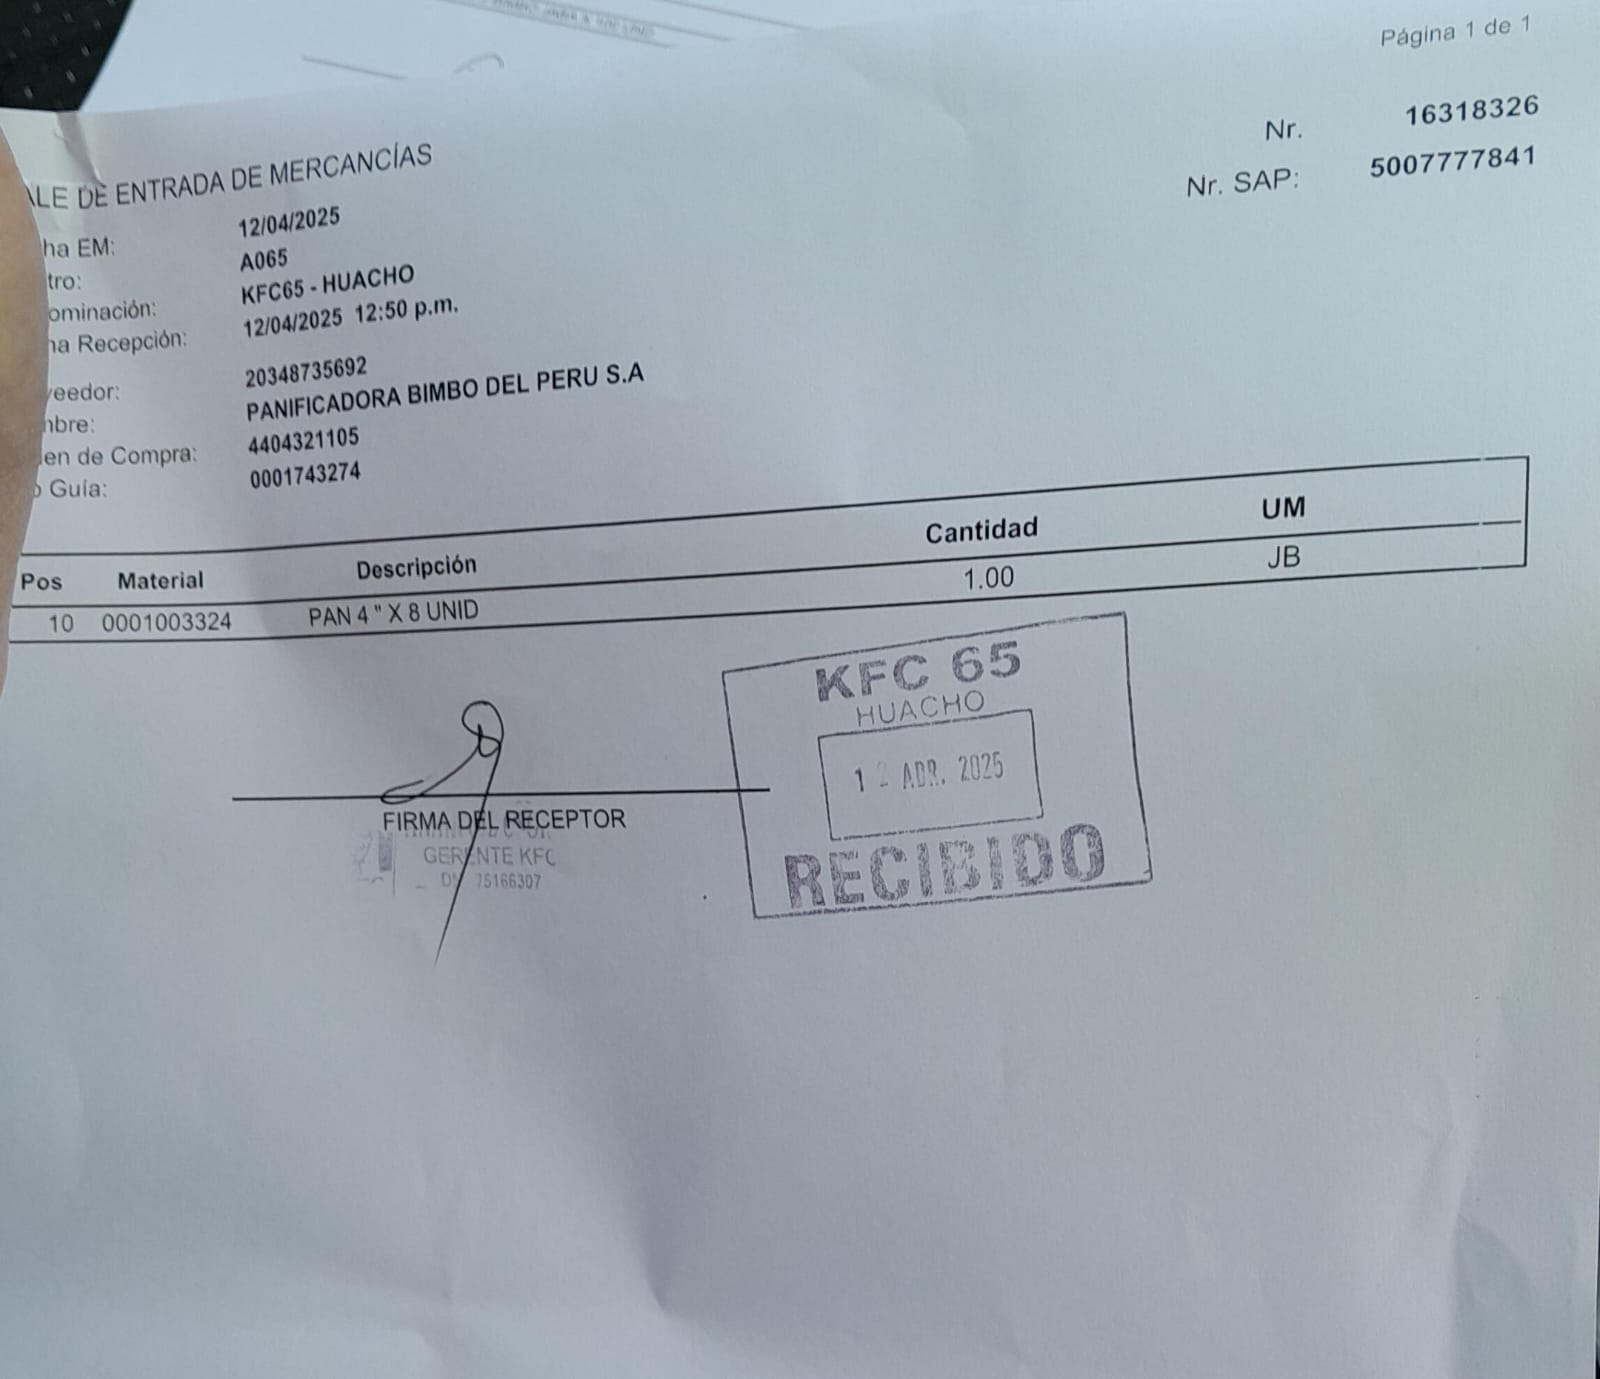 Página 1 de 1
Nr. 16318326
Nr. SAP: 5007777841
ALE DE ENTRADA DE MERCANCÍAS
ha EM: 12/04/2025
tro: A065
ominación: KFC65 - HUACHO
ha Recepción: 12/04/2025 12:50 p.m.
veedor: 20348735692
mbre: PANIFICADORA BIMBO DEL PERU S.A
en de Compra: 4404321105
o Guía: 0001743274
Pos Material Descripción Cantidad UM
10 0001003324 PAN 4 " X 8 UNID 1.00 JB
KFC 65
HUACHO
12 ABR. 2025
RECIBIDO
FIRMA DEL RECEPTOR
GERENTE KFC
75166307